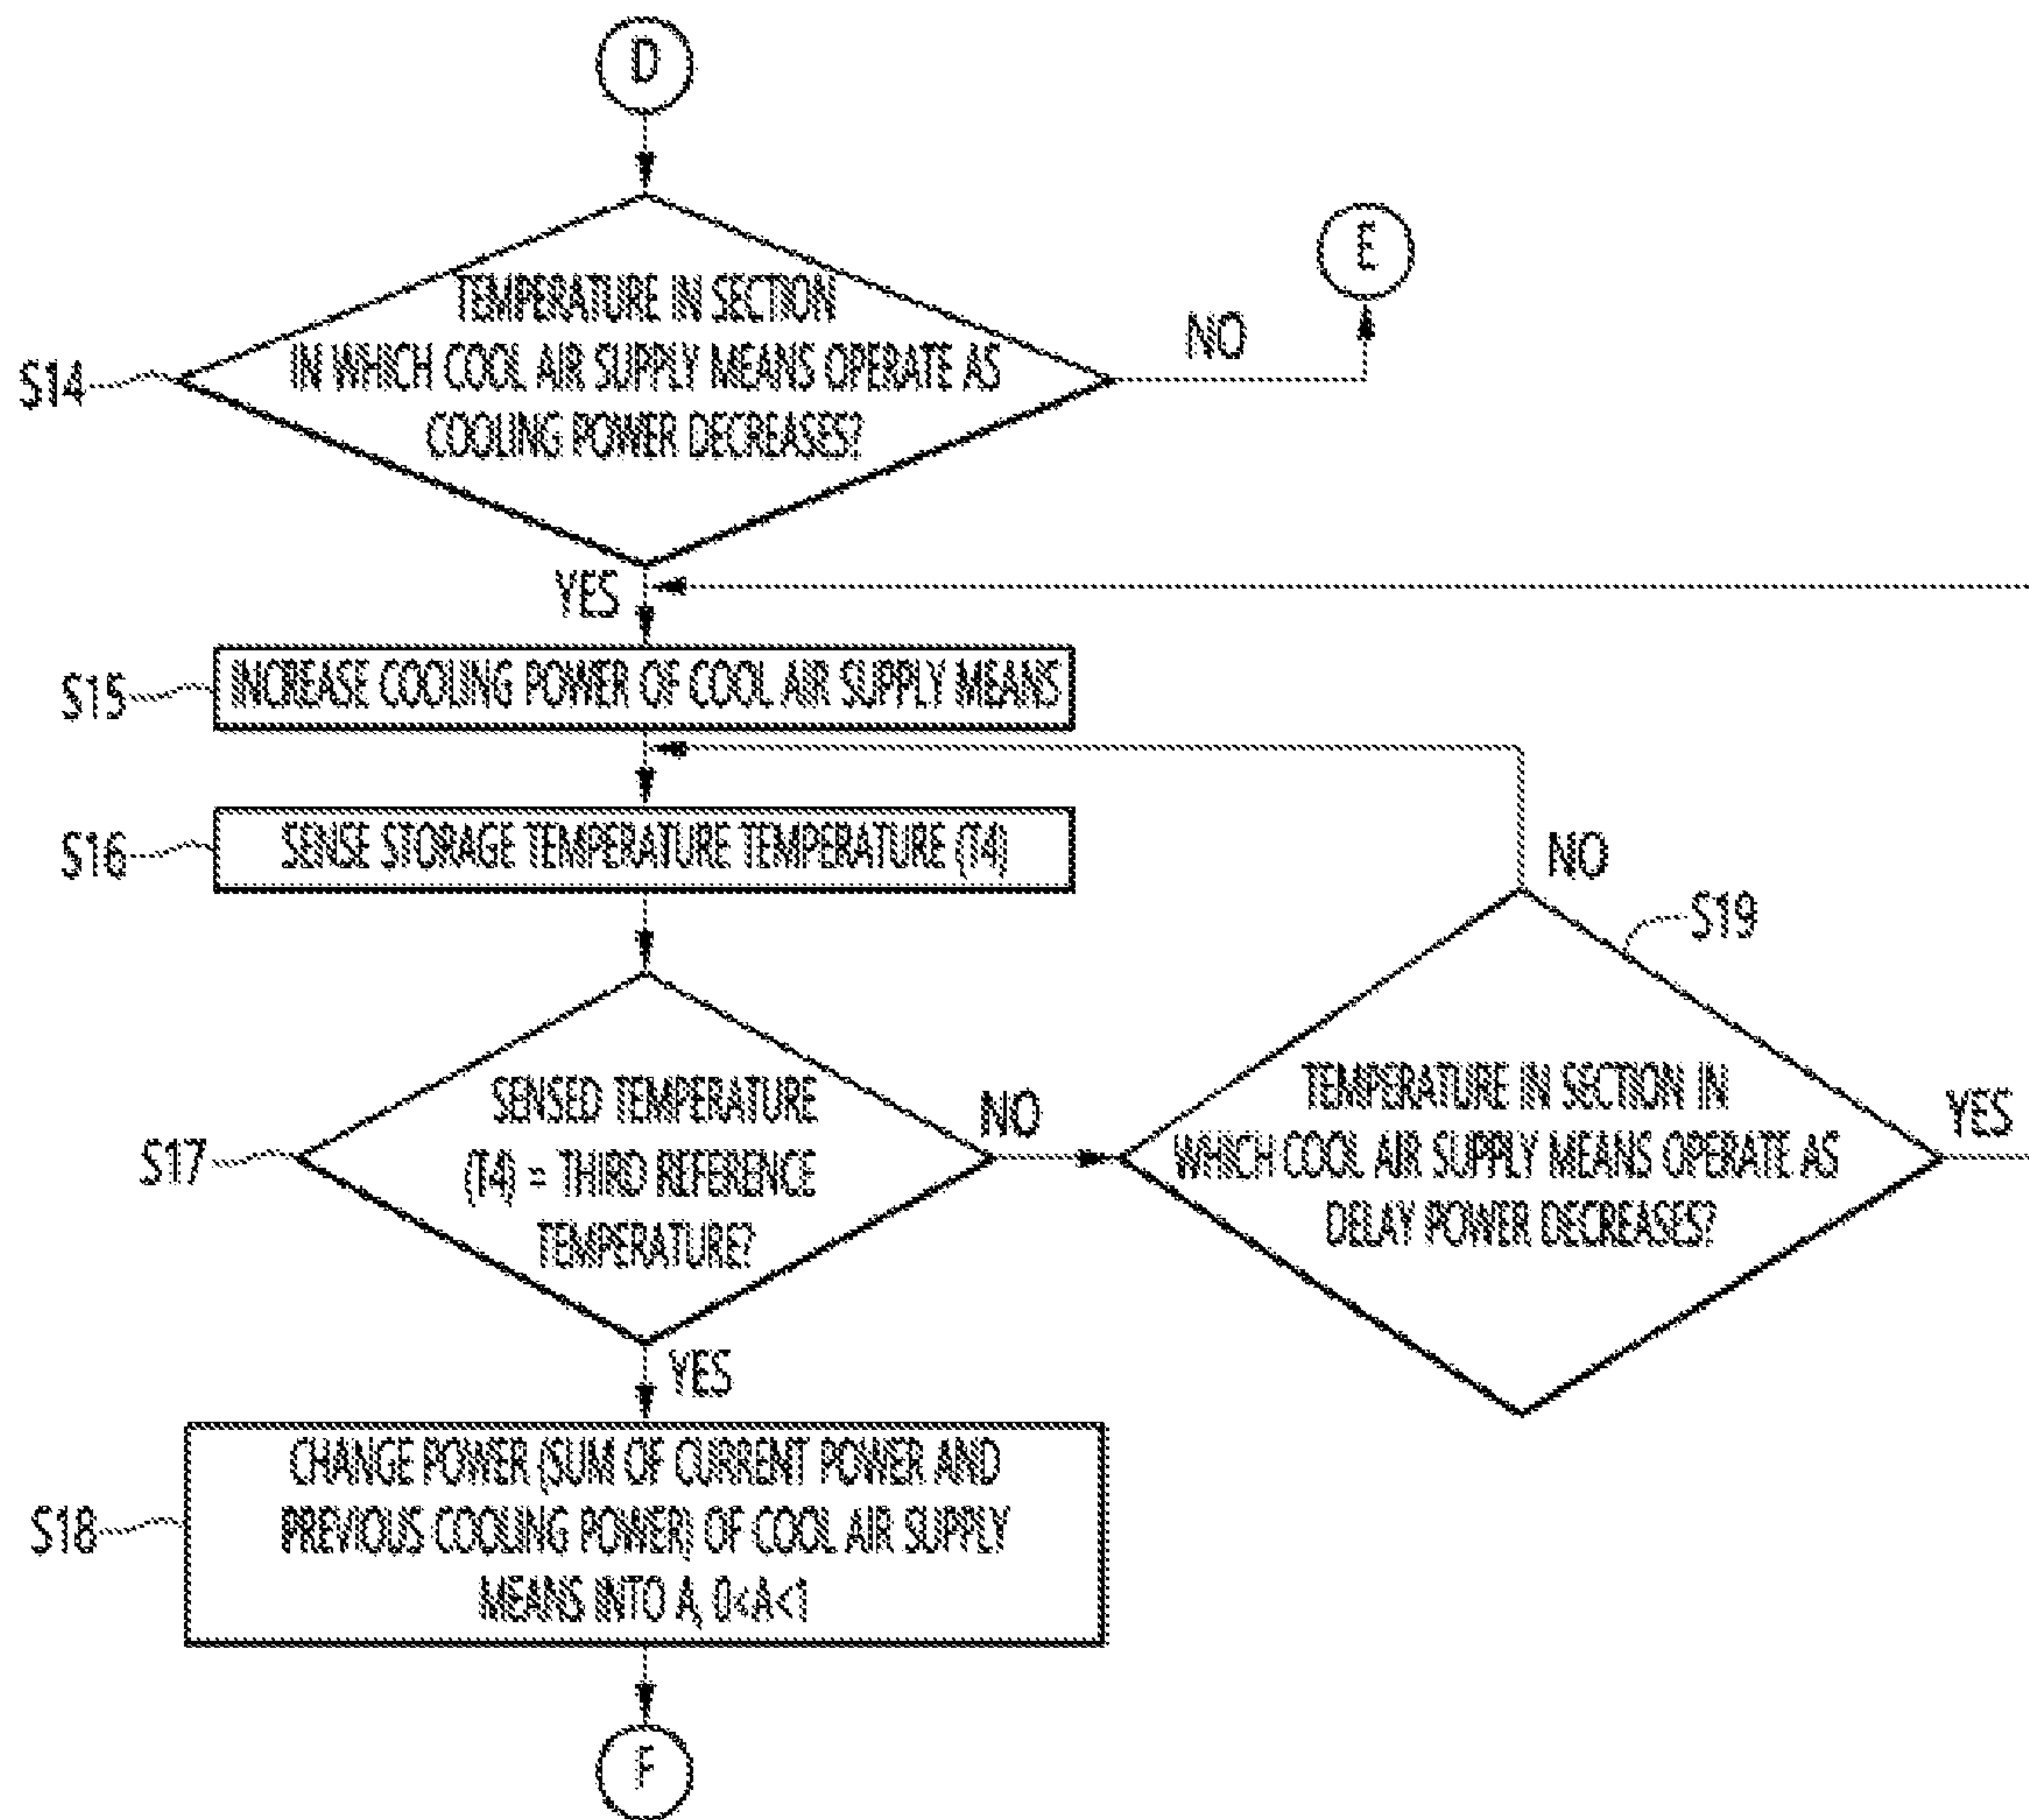 D
TEMPERATURE IN SECTION
IN WHICH COOL AIR SUPPLY MEANS OPERATE AS
COOLING POWER DECREASES?
S14
NO
E
YES
S15
INCREASE COOLING POWER OF COOL AIR SUPPLY MEANS
S16
SENSE STORAGE TEMPERATURE TEMPERATURE (T4)
NO
S19
S17
SENSED TEMPERATURE
(T4) = THIRD REFERENCE
TEMPERATURE?
NO
TEMPERATURE IN SECTION IN
WHICH COOL AIR SUPPLY MEANS OPERATE AS
DELAY POWER DECREASES?
YES
YES
S18
CHANGE POWER (SUM OF CURRENT POWER AND
PREVIOUS COOLING POWER) OF COOL AIR SUPPLY
MEANS INTO A, 0<A<1
F